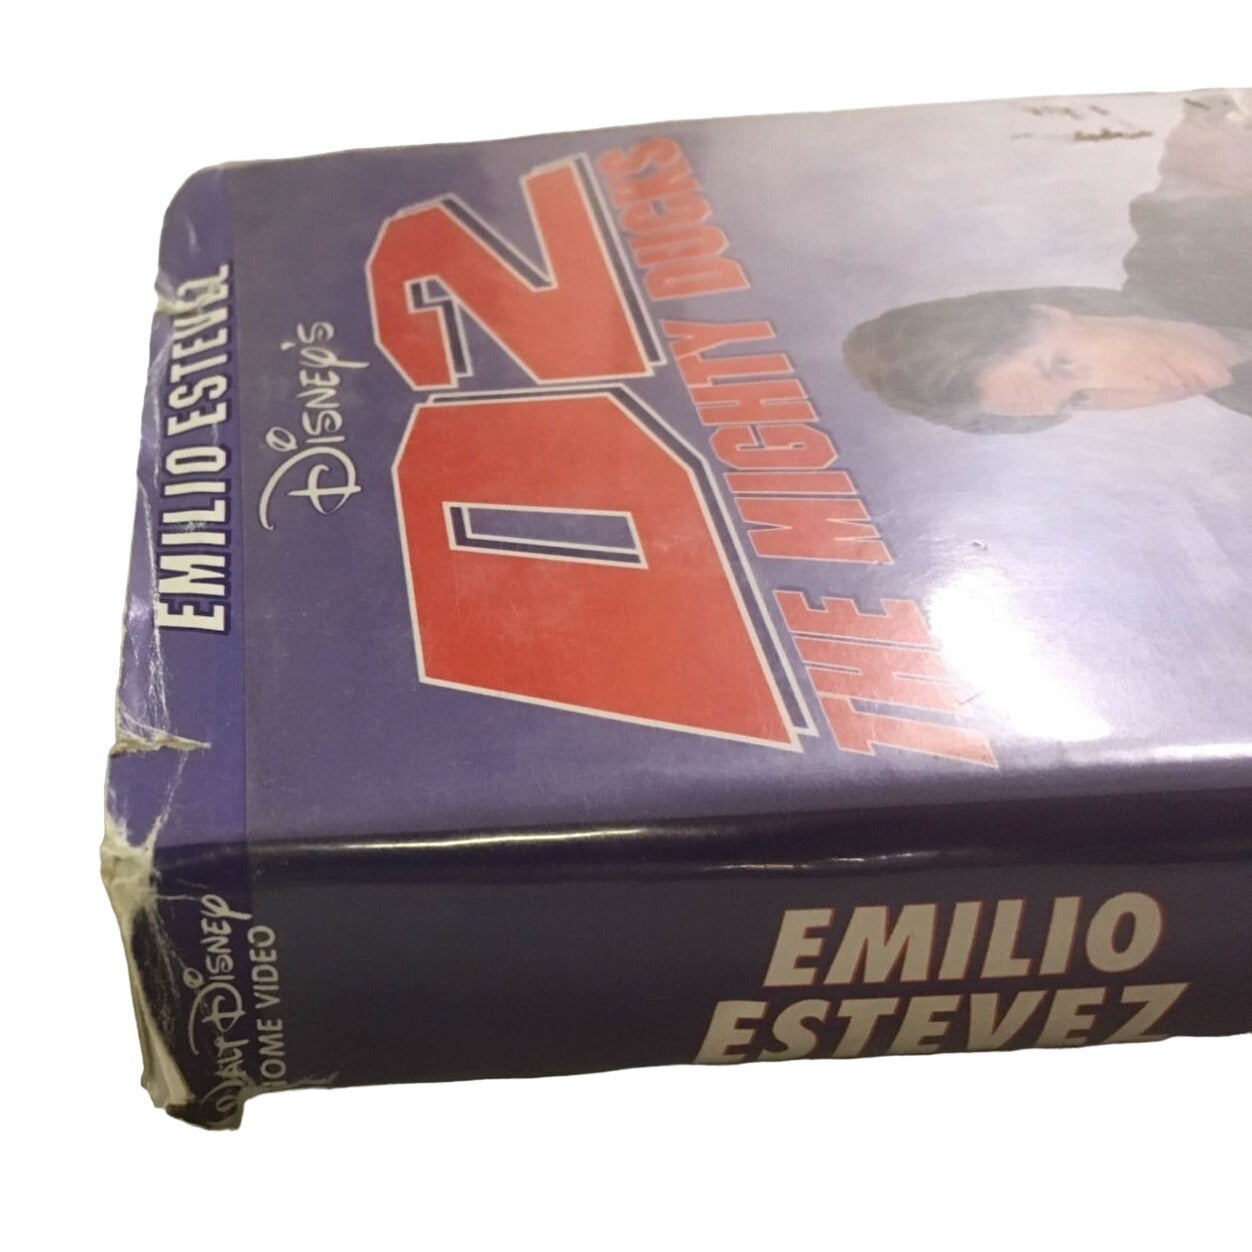 EMILIO ESTEVEZ
DISNEY'S
D2
THE MIGHTY DUCKS
WALT DISNEY
HOME VIDEO
EMILIO
ESTEVEZ